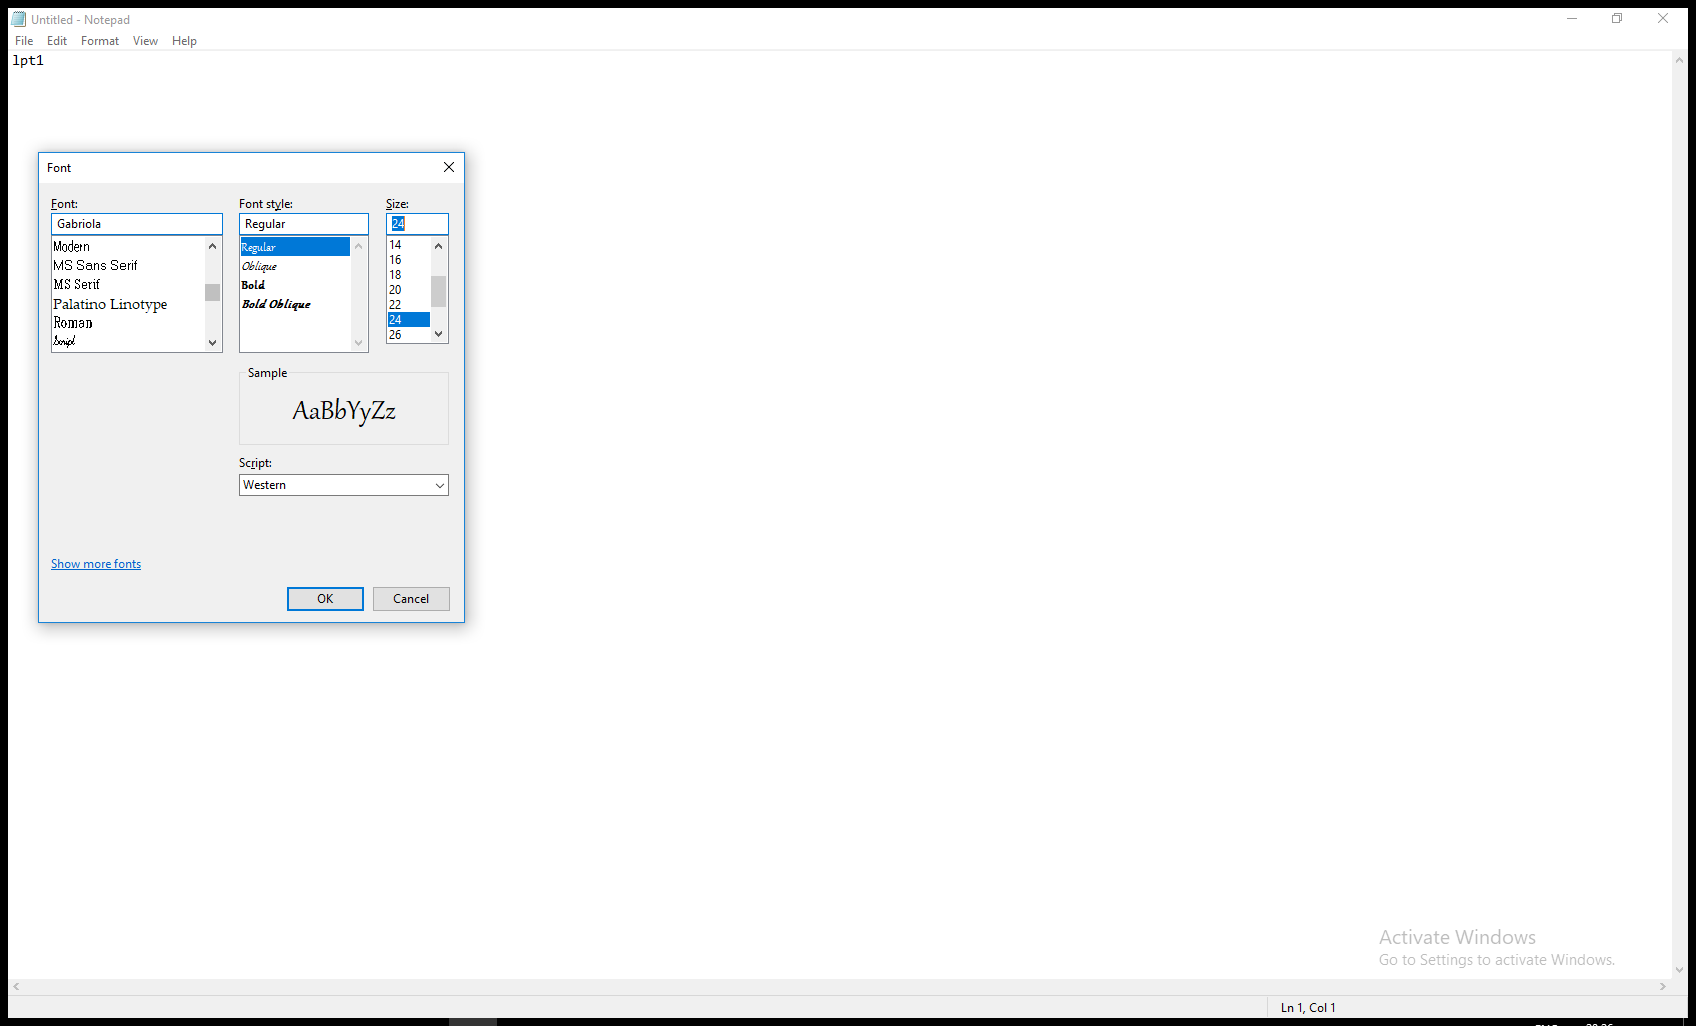 Untitled - Notepad
File Edit Format View Help
lpt1
Font
Font: Font style: Size:
Gabriola Regular 24
Modern
MS Sans Serif
MS Serif
Palatino Linotype
Roman
Script
Regular
Oblique
Bold
Bold Oblique
14
16
18
20
22
24
26
Sample
AaBbYyZz
Script:
Western
Show more fonts
OK Cancel
Activate Windows
Go to Settings to activate Windows.
Ln 1, Col 1